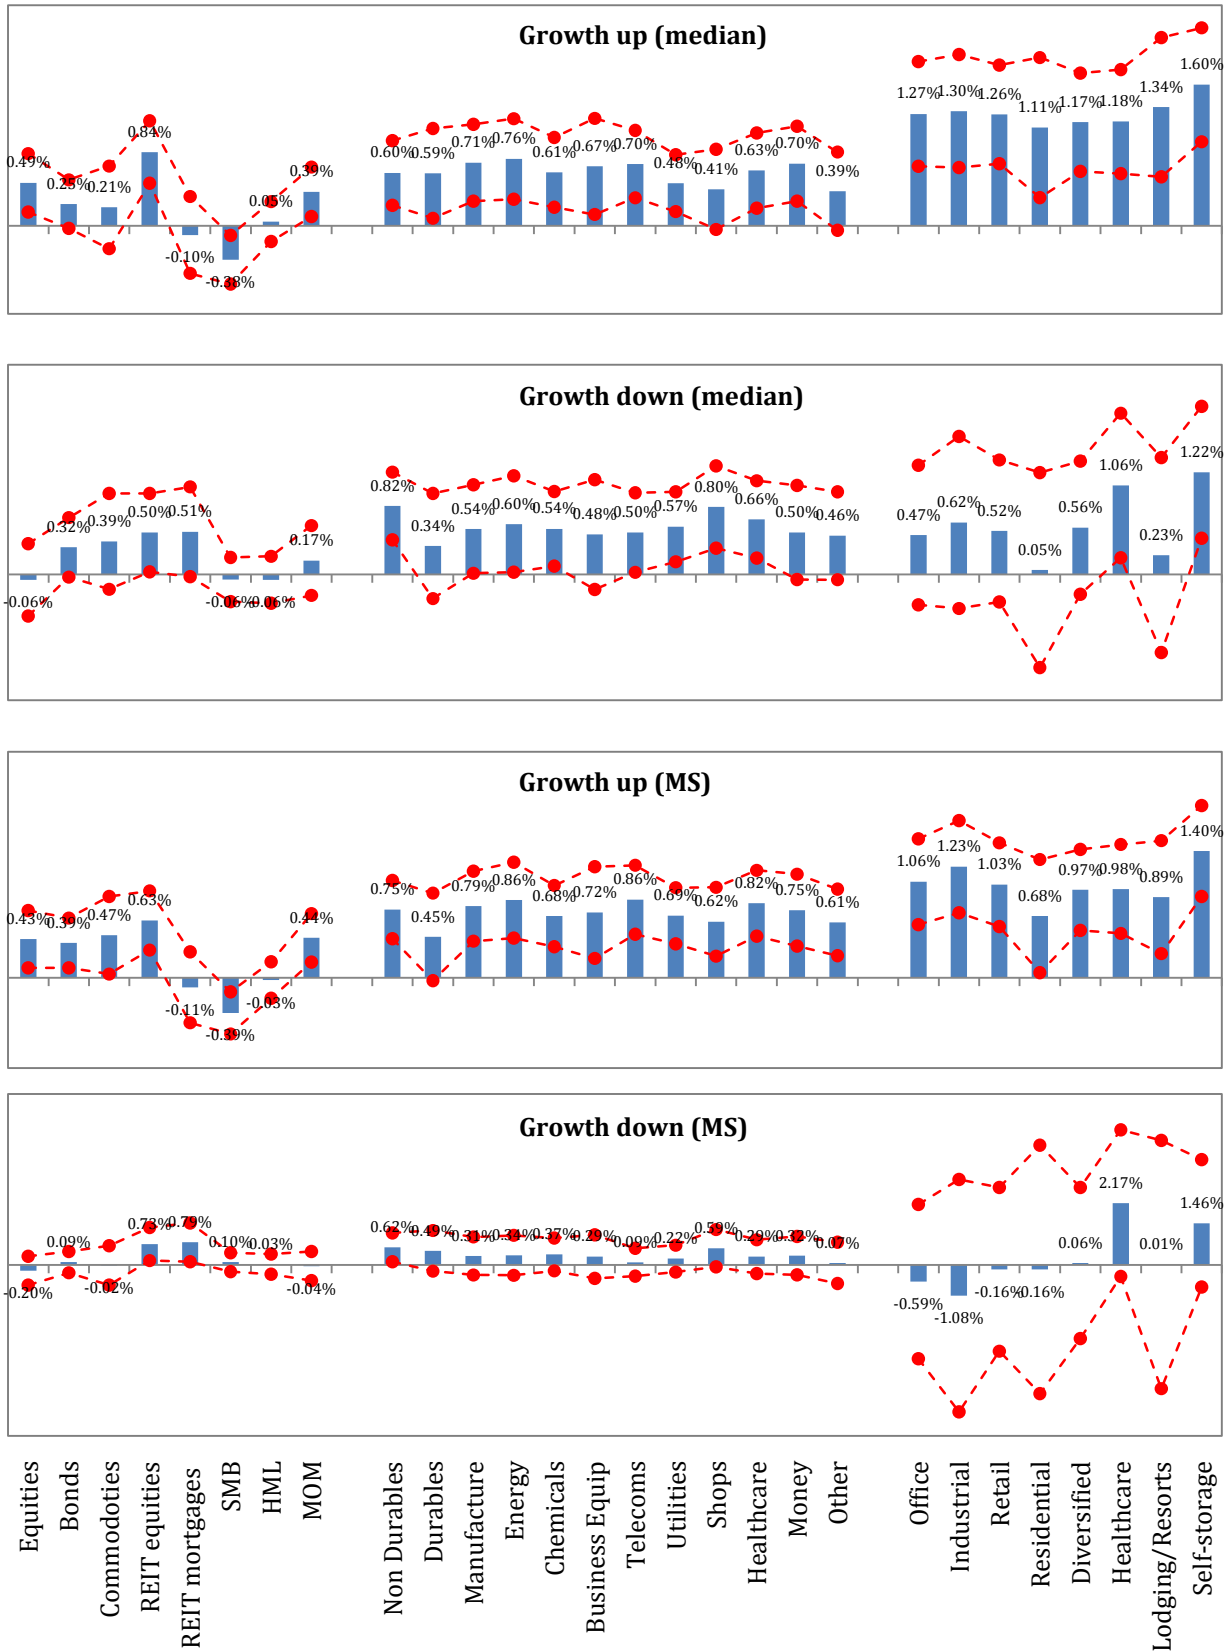 Growth up (median)
0.49% 0.25% 0.21% 0.84% -0.10% -0.38% 0.05% 0.39% 0.60% 0.59% 0.71% 0.76% 0.61% 0.67% 0.70% 0.48% 0.41% 0.63% 0.70% 0.39% 1.27% 1.30% 1.26% 1.11% 1.17% 1.18% 1.34% 1.60%
Growth down (median)
-0.06% 0.32% 0.39% 0.50% 0.51% -0.06% -0.06% 0.17% 0.82% 0.34% 0.54% 0.60% 0.54% 0.48% 0.50% 0.57% 0.80% 0.66% 0.50% 0.46% 0.47% 0.62% 0.52% 0.05% 0.56% 1.06% 0.23% 1.22%
Growth up (MS)
0.43% 0.39% 0.47% 0.63% -0.11% -0.39% -0.03% 0.44% 0.75% 0.45% 0.79% 0.86% 0.68% 0.72% 0.86% 0.69% 0.62% 0.82% 0.75% 0.61% 1.06% 1.23% 1.03% 0.68% 0.97% 0.98% 0.89% 1.40%
Growth down (MS)
-0.20% 0.09% -0.02% 0.73% 0.79% 0.10% 0.03% -0.04% 0.62% 0.49% 0.31% 0.34% 0.37% 0.29% 0.09% 0.22% 0.59% 0.29% 0.32% 0.07% -0.59% -1.08% -0.16% -0.16% 0.06% 2.17% 0.01% 1.46%
Equities
Bonds
Commodoties
REIT equities
REIT mortgages
SMB
HML
MOM
Non Durables
Durables
Manufacture
Energy
Chemicals
Business Equip
Telecoms
Utilities
Shops
Healthcare
Money
Other
Office
Industrial
Retail
Residential
Diversified
Healthcare
Lodging/Resorts
Self-storage